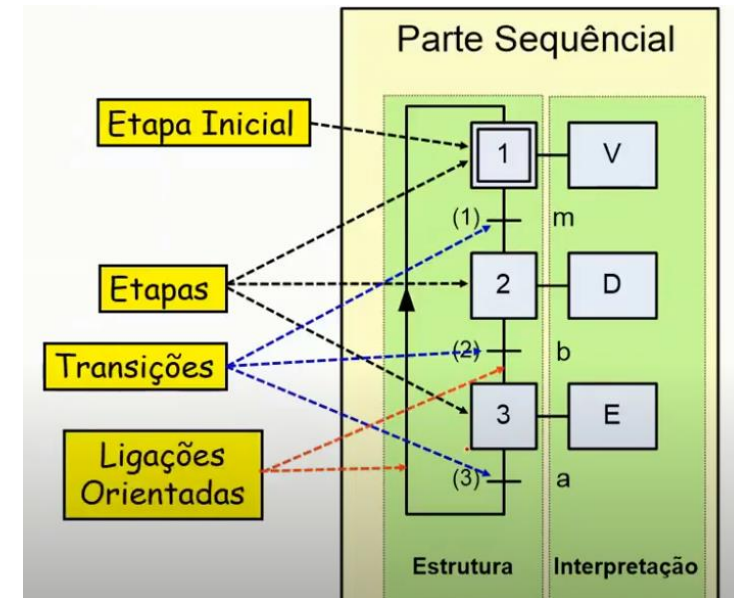 Parte Sequêncial
Etapa Inicial
1
V
(1)
m
Etapas
2
D
Transições
(2)
b
3
E
Ligações
Orientadas
(3)
a
Estrutura
Interpretação